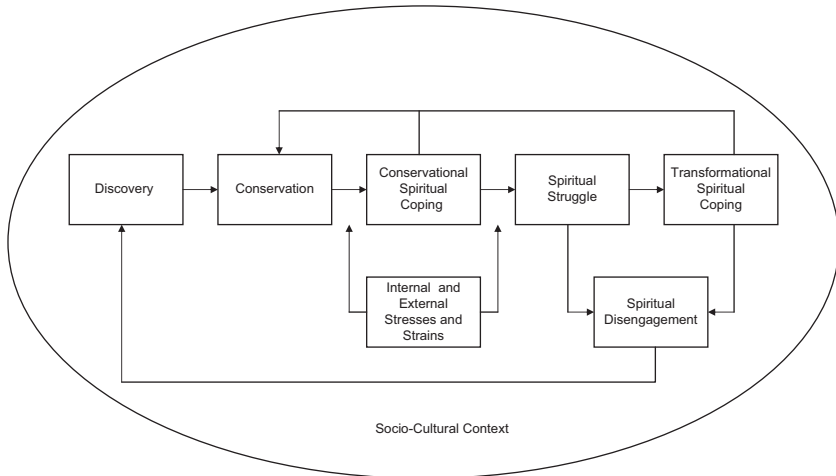 Discovery
Conservation
Conservational
Spiritual
Coping
Spiritual
Struggle
Transformational
Spiritual
Coping
Internal and
External
Stresses and
Strains
Spiritual
Disengagement
Socio-Cultural Context